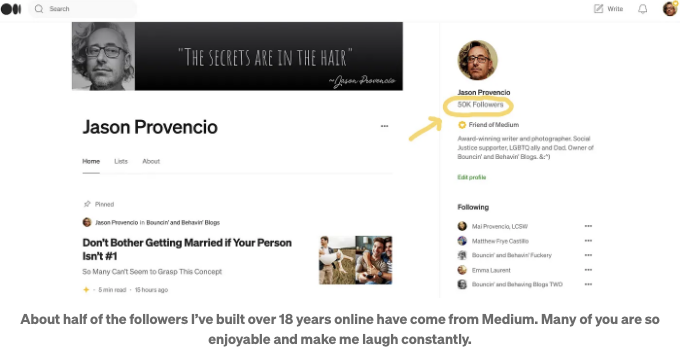 Search
Write
"THE SECRETS ARE IN THE HAIR"
~Jason Provencio
Jason Provencio
Home Lists About
Pinned
Jason Provencio in Bouncin' and Behavin' Blogs
Don't Bother Getting Married if Your Person
Isn't #1
So Many Can't Seem to Grasp This Concept
5 min read · 15 hours ago
Jason Provencio
50K Followers
Friend of Medium
Award-winning writer and photographer. Social
Justice supporter, LGBTQ ally and Dad. Owner of
Bouncin' and Behavin' Blogs. &:^)
Edit profile
Following
Mai Provencio, LCSW
Matthew Frye Castillo
Bouncin' and Behavin' Fuckery
Emma Laurent
Bouncin' and Behaving Blogs TWO
About half of the followers I've built over 18 years online have come from Medium. Many of you are so
enjoyable and make me laugh constantly.